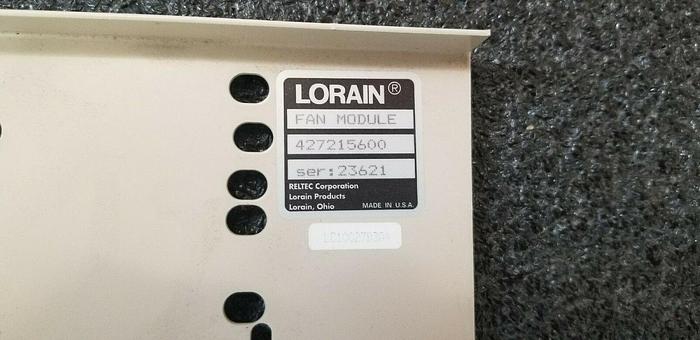 LORAIN®
FAN MODULE
427215600
ser:23621
RELTEC Corporation
Lorain Products
Lorain, Ohio MADE IN U.S.A.